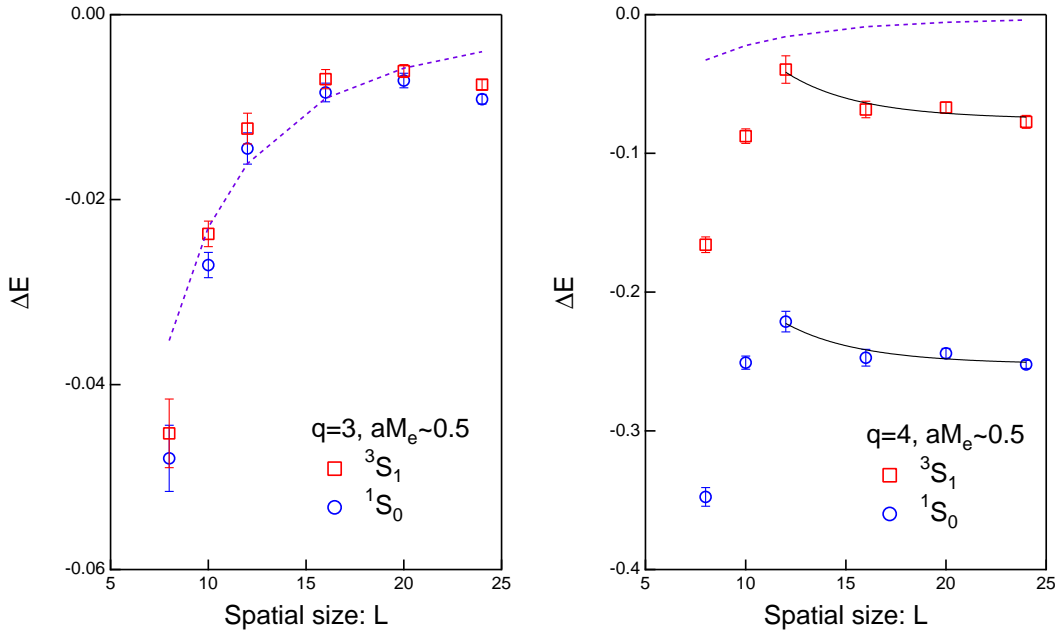 0.00
-0.02
-0.04
-0.06
ΔE
q=3, aM_e~0.5
³S₁
¹S₀
5
10
15
20
25
Spatial size: L
0.0
-0.1
-0.2
-0.3
-0.4
ΔE
q=4, aM_e~0.5
³S₁
¹S₀
5
10
15
20
25
Spatial size: L